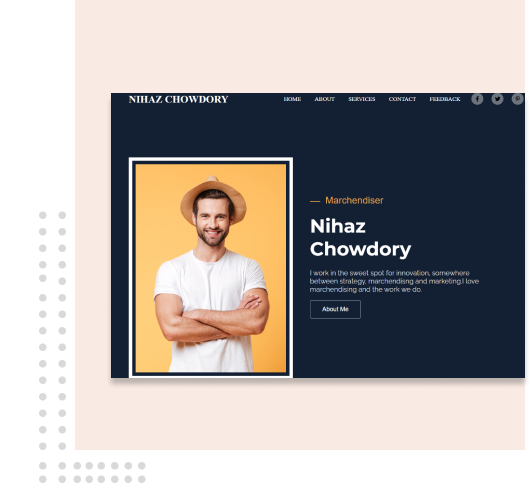 NIHAZ CHOWDORY HOME ABOUT SERVICES CONTACT FEEDBACK
— Marchendiser
Nihaz
Chowdory
I work in the sweet spot for innovation, somewhere
between strategy, marchendisng and marketing.I love
marchendising and the work we do.
About Me